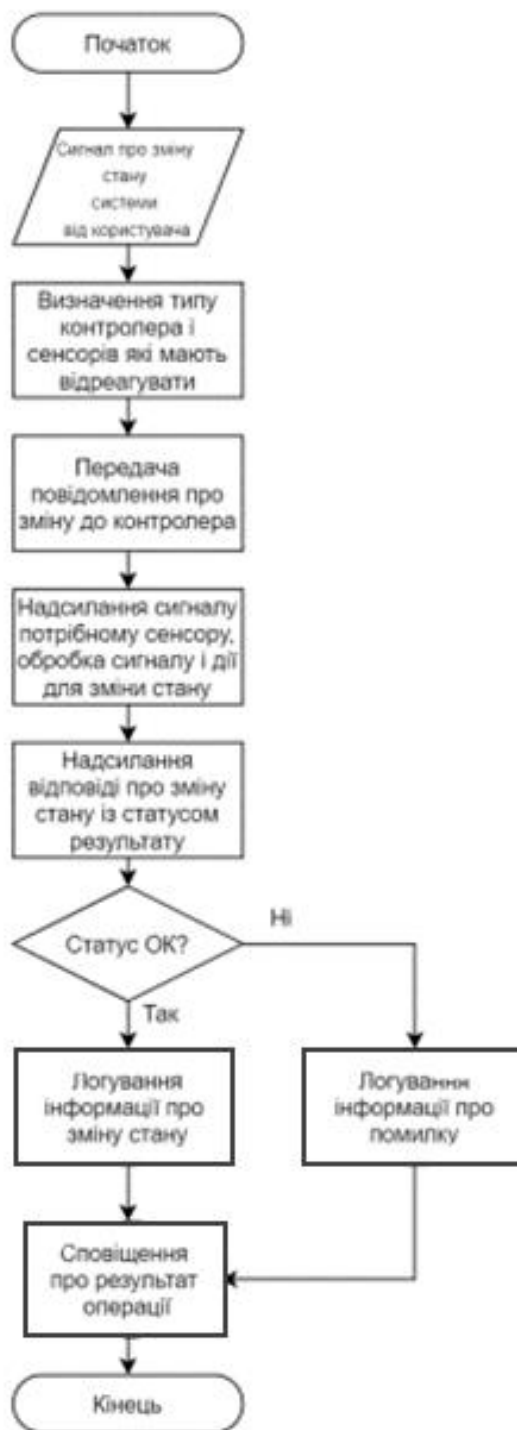 Початок
Сигнал про зміну
стану
системи
від користувача
Визначення типу
контролера і
сенсорів які мають
відреагувати
Передача
повідомлення про
зміну до контролера
Надсилання сигналу
потрібному сенсору,
обробка сигналу і дії
для зміни стану
Надсилання
відповіді про зміну
стану із статусом
результату
Статус ОК?
Ні
Так
Логування
інформації про
зміну стану
Логування
інформації про
помилку
Сповіщення
про результат
операції
Кінець